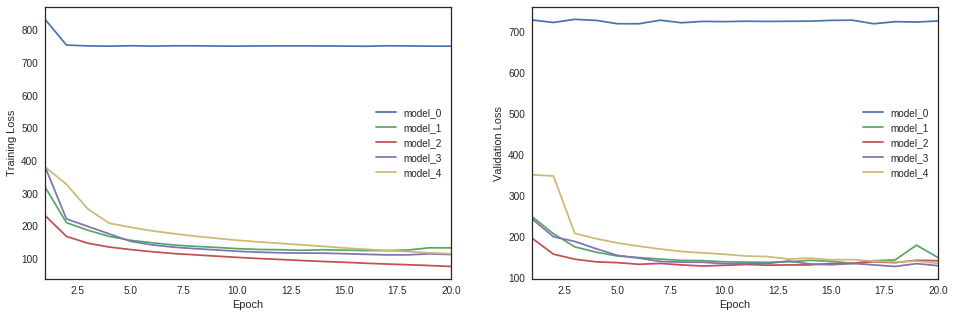 800
700
600
500
400
300
200
100
Training Loss
2.5 5.0 7.5 10.0 12.5 15.0 17.5 20.0
Epoch
model_0
model_1
model_2
model_3
model_4
700
600
500
400
300
200
100
Validation Loss
2.5 5.0 7.5 10.0 12.5 15.0 17.5 20.0
Epoch
model_0
model_1
model_2
model_3
model_4